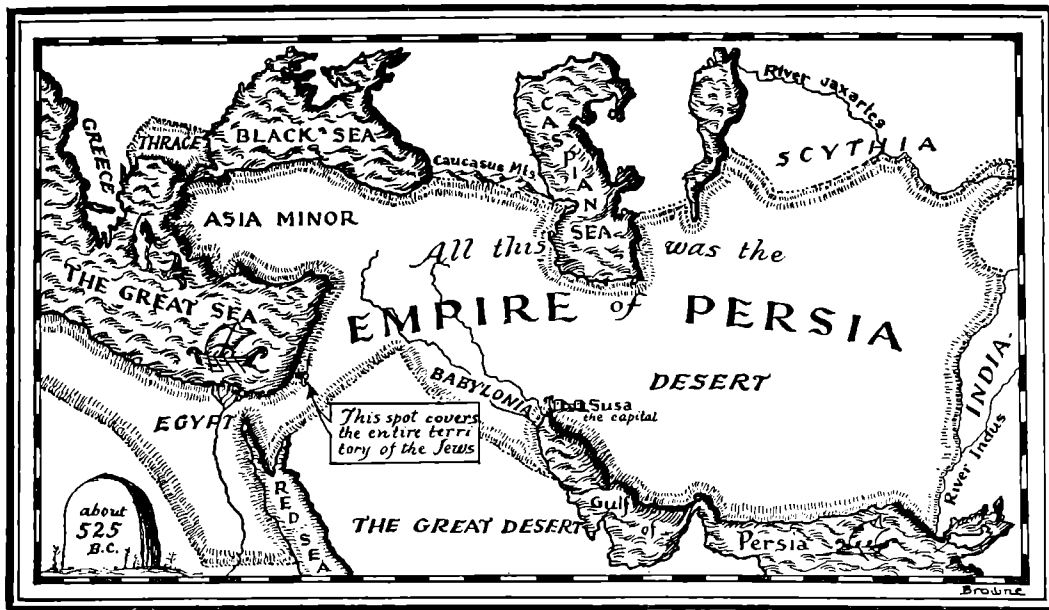 River Jaxartes
SCYTHIA
CASPIAN
SEA
BLACK SEA
THRACE
GREECE
Caucasus Mts.
ASIA MINOR
All this was the
EMPIRE of PERSIA
THE GREAT SEA
DESERT
BABYLONIA
Susa
the capital
INDIA
River Indus
EGYPT
This spot covers
the entire terri
tory of the Jews
RED SEA
THE GREAT DESERT
Gulf of
Persia
about
525
B.C.
Browne